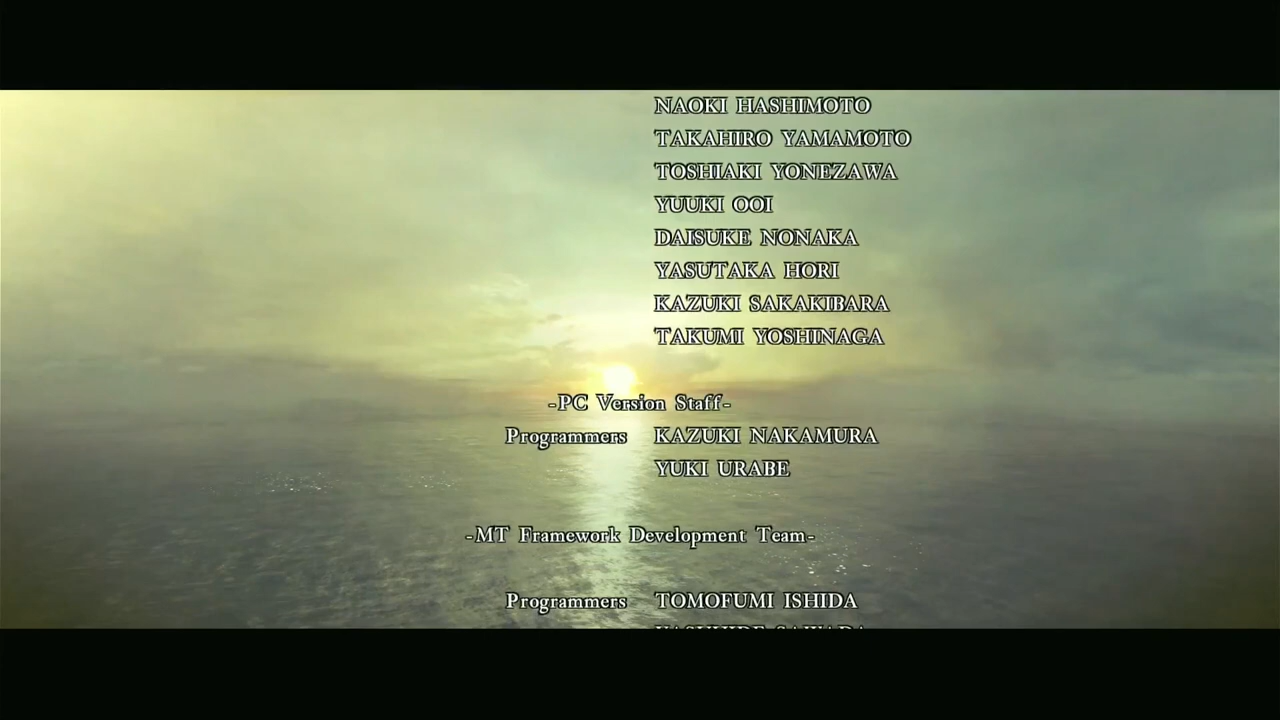 NAOKI HASHIMOTO
TAKAHIRO YAMAMOTO
TOSHIAKI YONEZAWA
YUUKI OOI
DAISUKE NONAKA
YASUTAKA HORI
KAZUKI SAKAKIBARA
TAKUMI YOSHINAGA
-PC Version Staff-
Programmers KAZUKI NAKAMURA
YUKI URABE
-MT Framework Development Team-
Programmers TOMOFUMI ISHIDA